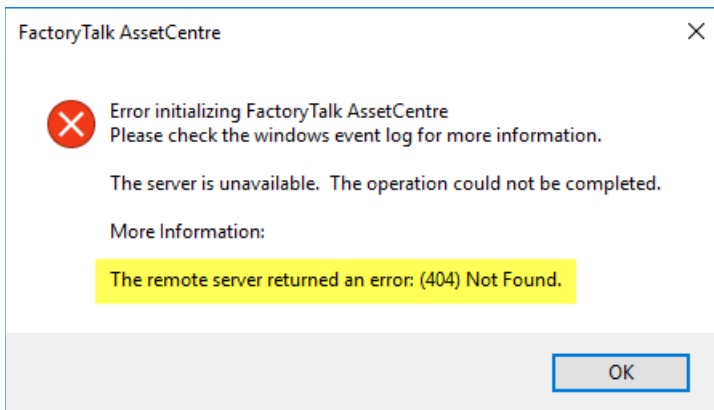 FactoryTalk AssetCentre
Error initializing FactoryTalk AssetCentre
Please check the windows event log for more information.
The server is unavailable.  The operation could not be completed.
More Information:
The remote server returned an error: (404) Not Found.
OK